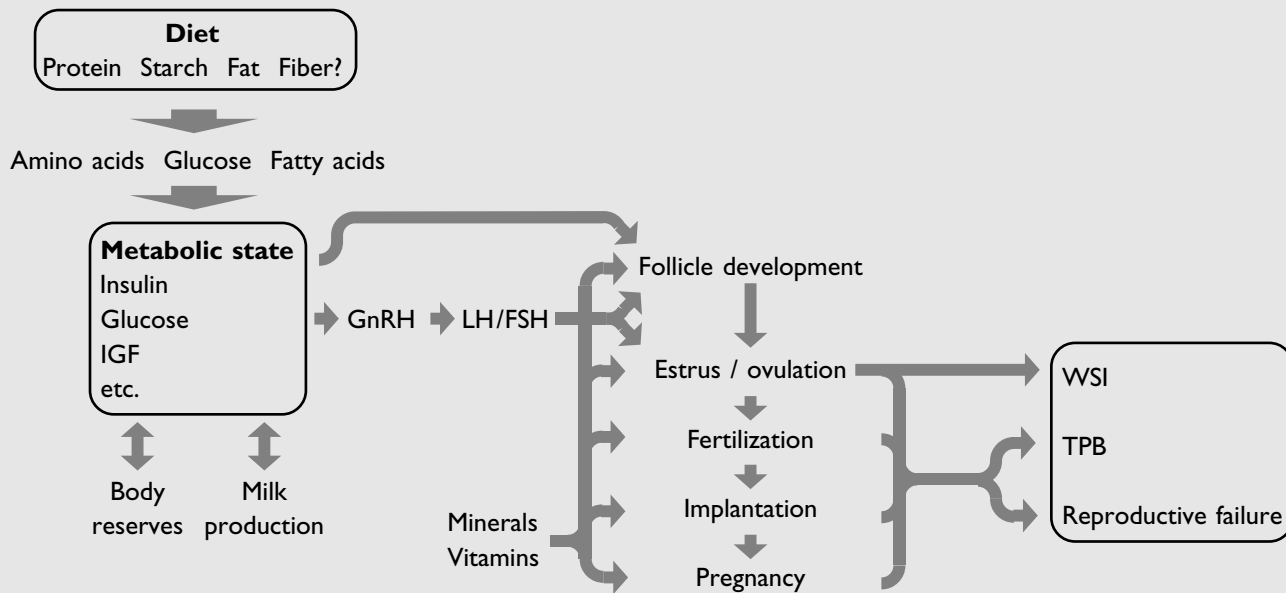 Diet
Protein Starch Fat Fiber?
Amino acids Glucose Fatty acids
Metabolic state
Insulin
Glucose
IGF
etc.
Body
reserves
Milk
production
GnRH
LH/FSH
Minerals
Vitamins
Follicle development
Estrus / ovulation
Fertilization
Implantation
Pregnancy
WSI
TPB
Reproductive failure